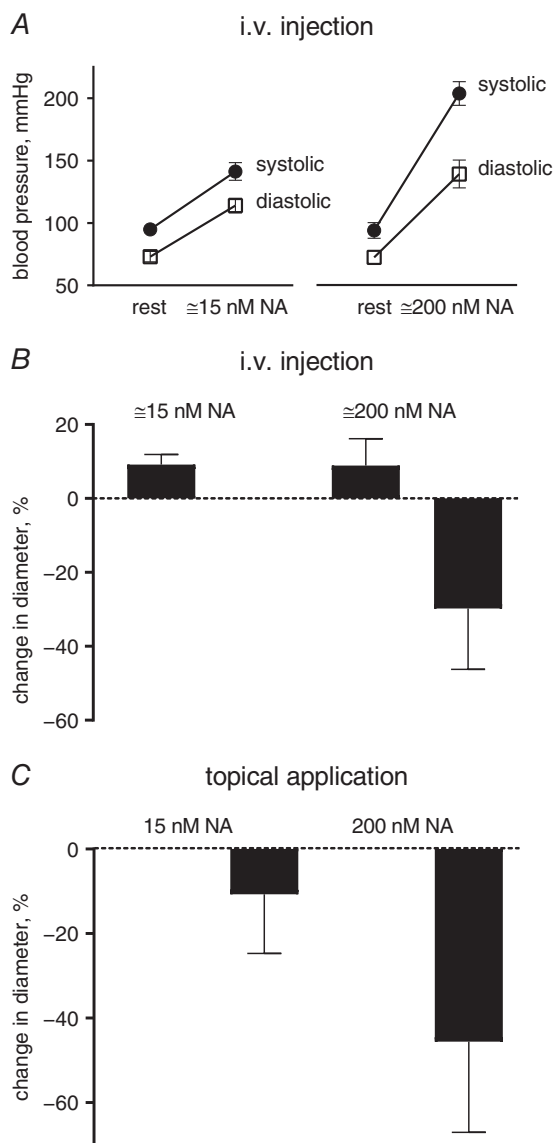 A
i.v. injection
blood pressure, mmHg
200
150
100
50
systolic
diastolic
systolic
diastolic
rest ≅15 nM NA
rest ≅200 nM NA
B
i.v. injection
change in diameter, %
≅15 nM NA
≅200 nM NA
20
0
−20
−40
−60
C
topical application
change in diameter, %
15 nM NA
200 nM NA
0
−20
−40
−60